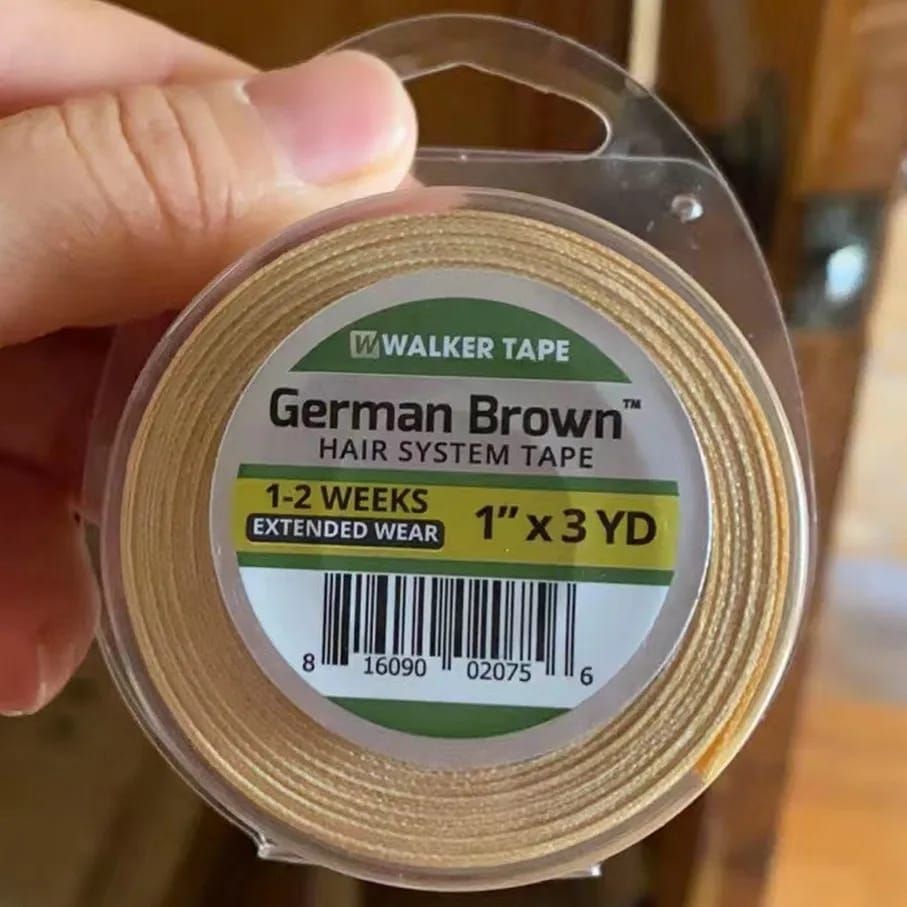 W WALKER TAPE
German Brown™
HAIR SYSTEM TAPE
1-2 WEEKS
EXTENDED WEAR
1” x 3 YD
8 16090 02075 6